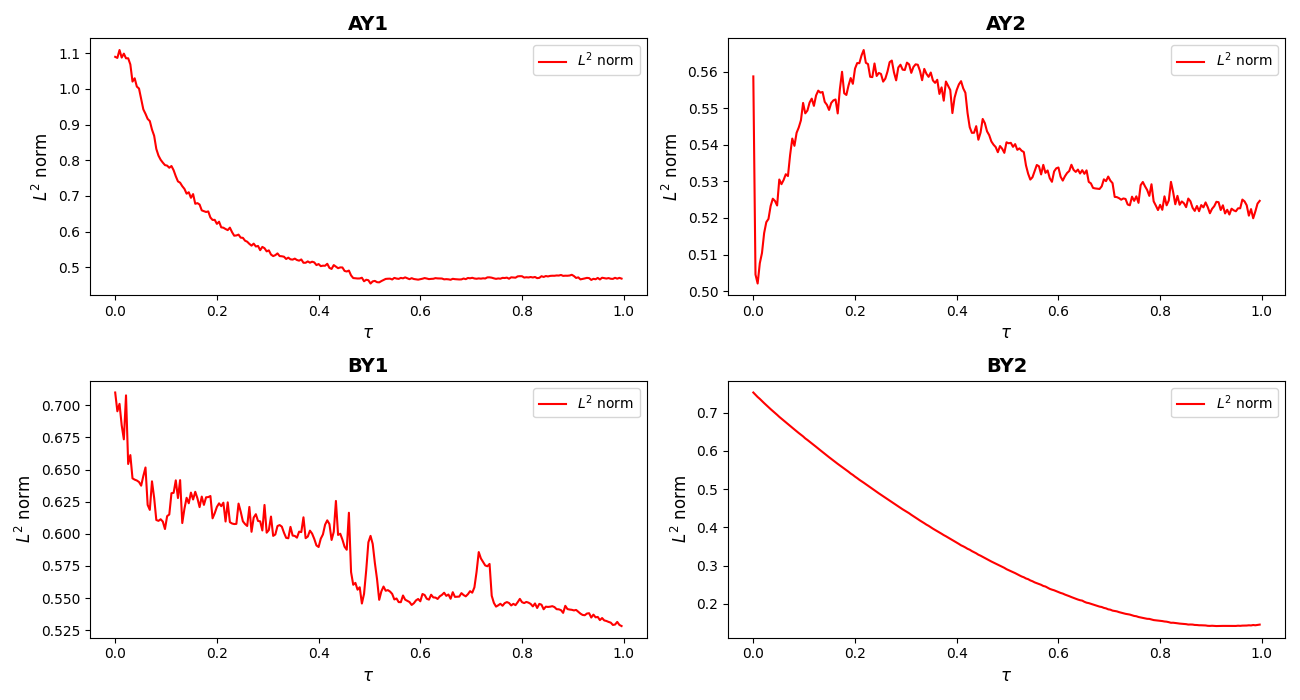 AY1
L² norm
1.1
1.0
0.9
0.8
0.7
0.6
0.5
0.0 0.2 0.4 0.6 0.8 1.0
τ
L² norm
AY2
L² norm
0.56
0.55
0.54
0.53
0.52
0.51
0.50
0.0 0.2 0.4 0.6 0.8 1.0
τ
L² norm
BY1
L² norm
0.700
0.675
0.650
0.625
0.600
0.575
0.550
0.525
0.0 0.2 0.4 0.6 0.8 1.0
τ
L² norm
BY2
L² norm
0.7
0.6
0.5
0.4
0.3
0.2
0.0 0.2 0.4 0.6 0.8 1.0
τ
L² norm